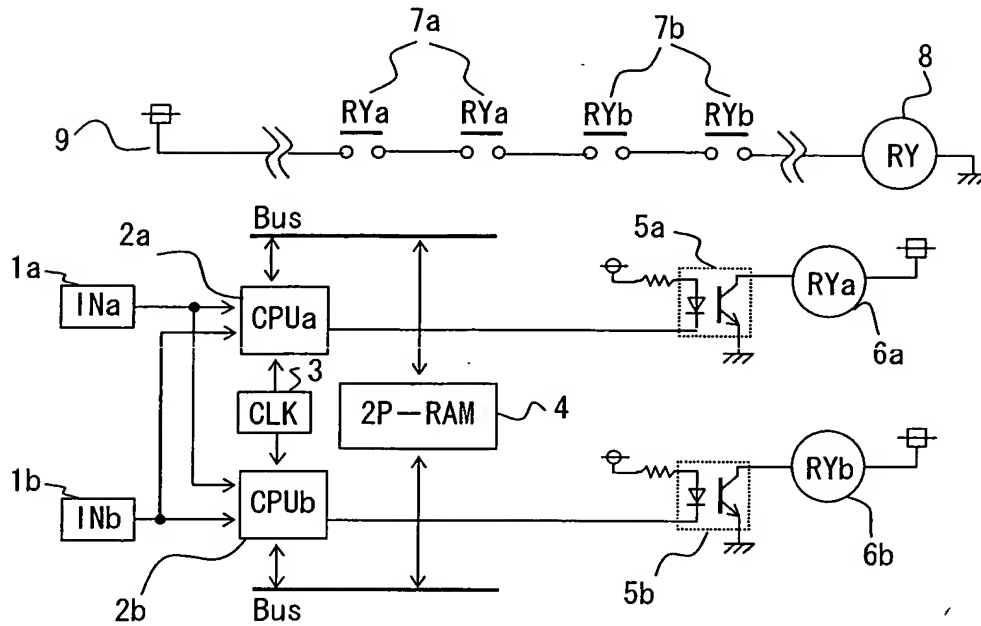 7a 7b 8
RYa RYa RYb RYb
9
RY
Bus
2a 5a
1a
INa CPUa RYa
6a
3
CLK 2P－RAM 4
1b
INb CPUb RYb
6b
2b Bus 5b